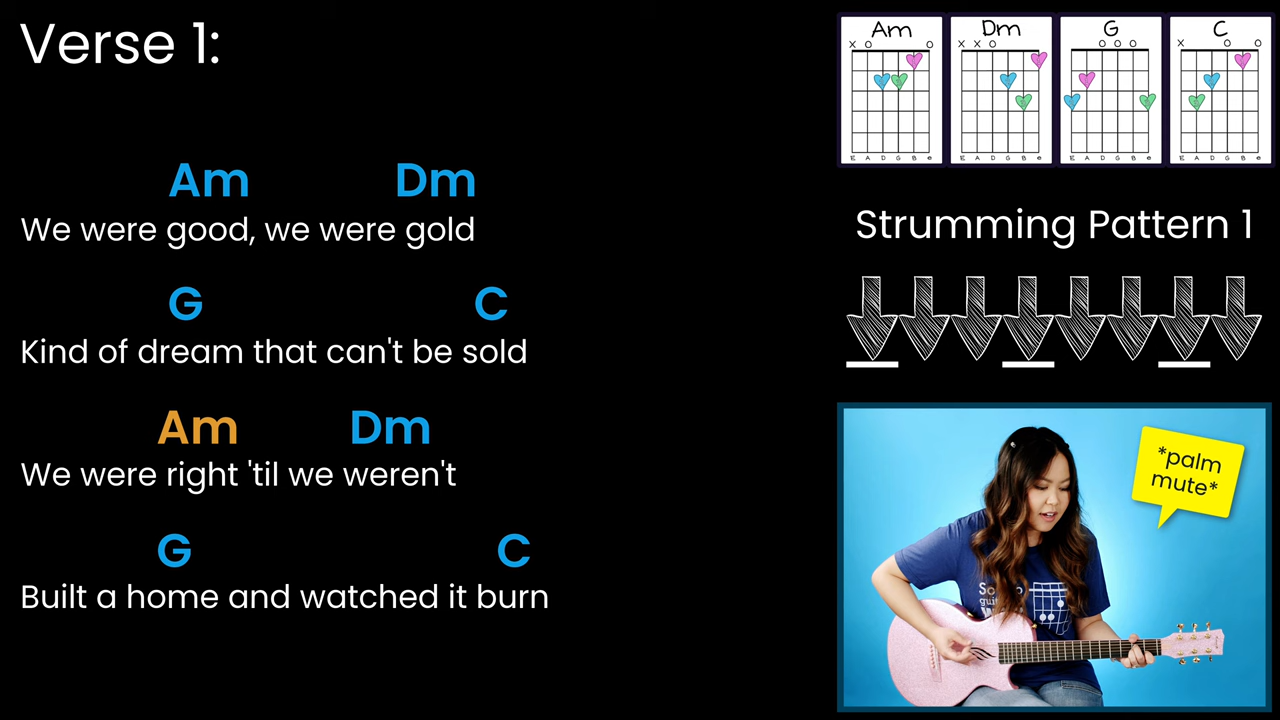 Verse 1:
Am Dm
We were good, we were gold
G C
Kind of dream that can't be sold
Am Dm
We were right 'til we weren't
G C
Built a home and watched it burn
Am Dm G C
X O O X X O O O O X O O
E A D G B e E A D G B e E A D G B e E A D G B e
Strumming Pattern 1
*palm
mute*